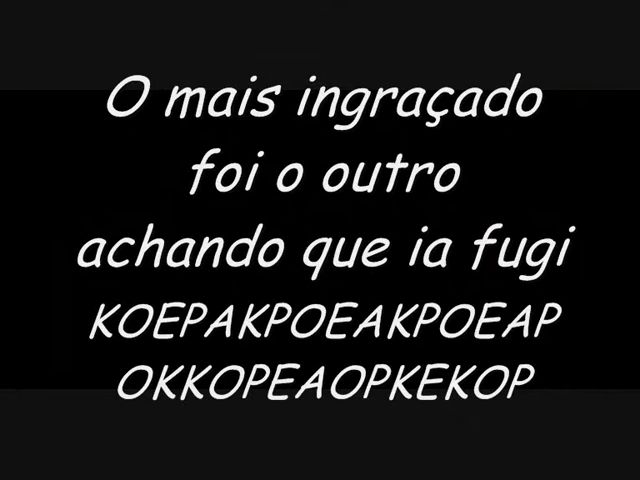 O mais ingraçado
foi o outro
achando que ia fugi
KOEPAKPOEAKPOEAP
OKKOPEAOPKEKOP